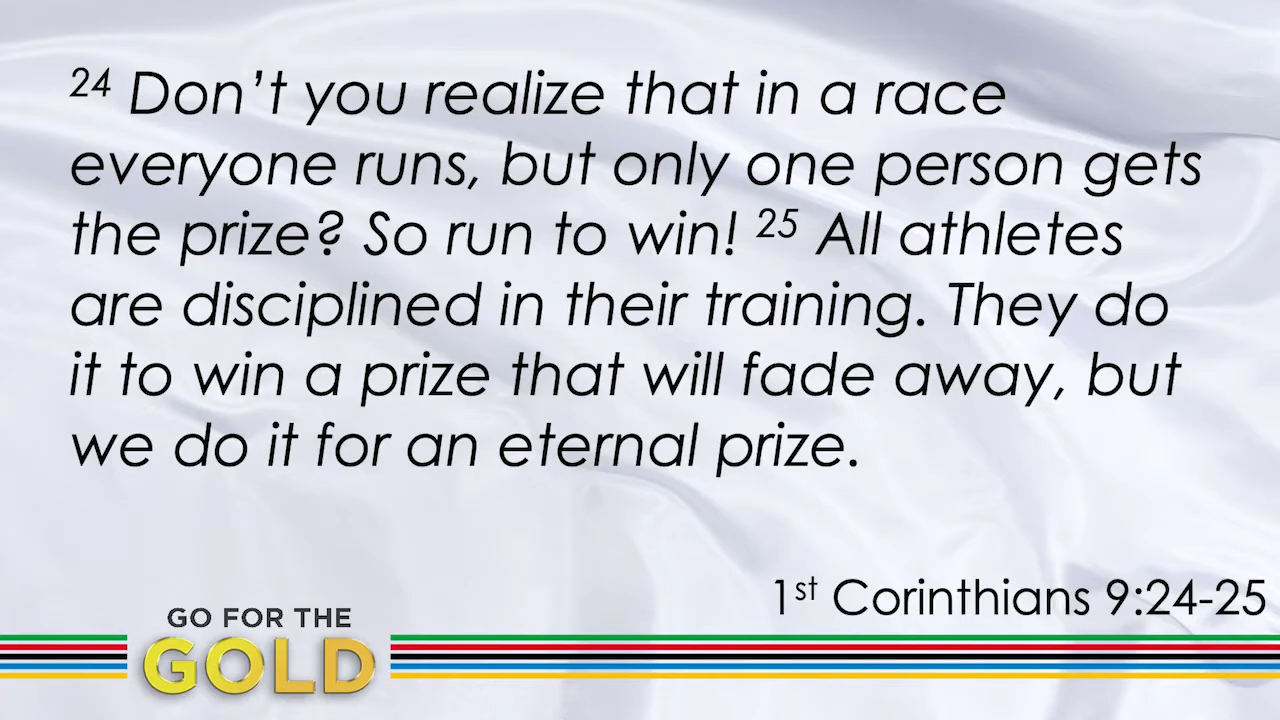 24 Don’t you realize that in a race
everyone runs, but only one person gets
the prize? So run to win! 25 All athletes
are disciplined in their training. They do
it to win a prize that will fade away, but
we do it for an eternal prize.
1st Corinthians 9:24-25
GO FOR THE
GOLD